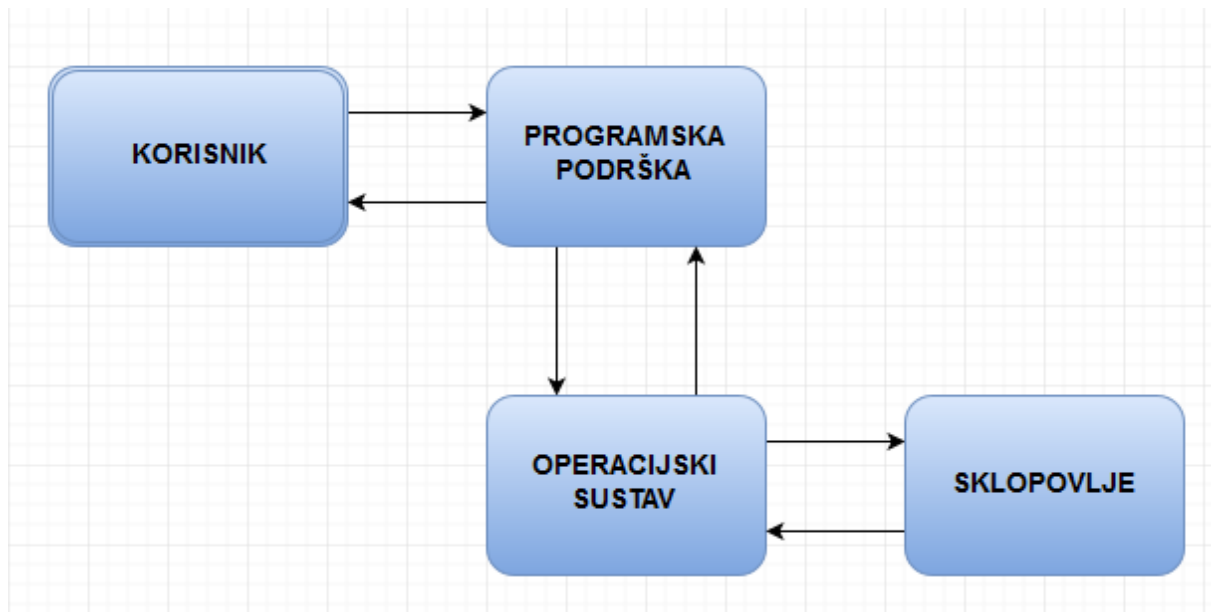 KORISNIK
PROGRAMSKA
PODRŠKA
OPERACIJSKI
SUSTAV
SKLOPOVLJE